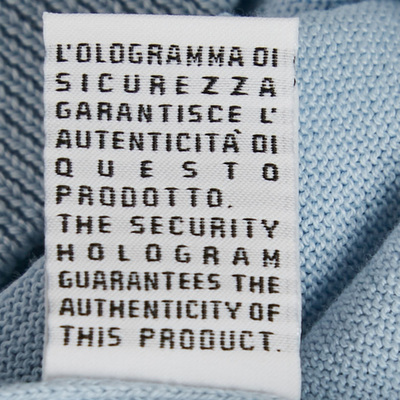 L'OLOGRAMMA DI
SICUREZZA
GARANTISCE L'
AUTENTICITÀ DI
QUESTO
PRODOTTO.
THE SECURITY
HOLOGRAM
GUARANTEES THE
AUTHENTICITY OF
THIS PRODUCT.